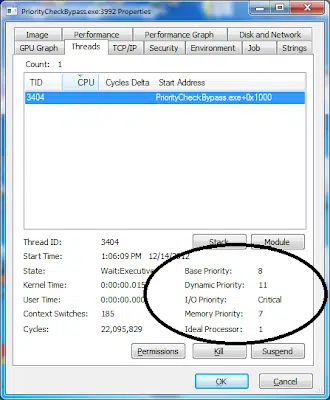 PriorityCheckBypass.exe:3992 Properties
Image Performance Performance Graph Disk and Network
GPU Graph Threads TCP/IP Security Environment Job Strings
Count: 1
TID CPU Cycles Delta Start Address
3404 PriorityCheckBypass.exe+0x1000
Thread ID: 3404 Stack Module
Start Time: 1:06:09 PM 12/14/2012
State: Wait:Executive Base Priority: 8
Kernel Time: 0:00:00.015 Dynamic Priority: 11
User Time: 0:00:00.000 I/O Priority: Critical
Context Switches: 185 Memory Priority: 7
Cycles: 22,095,829 Ideal Processor: 1
Permissions Kill Suspend
OK Cancel